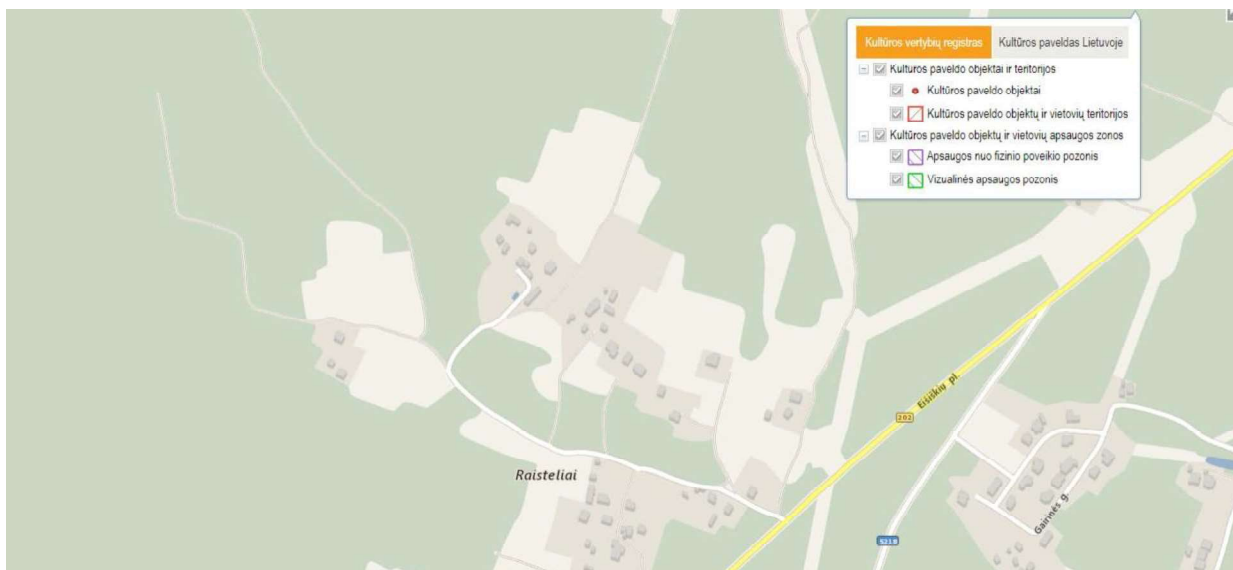 Kultūros vertybių registras
Kultūros paveldas Lietuvoje
Kultūros paveldo objektai ir teritorijos
Kultūros paveldo objektai
Kultūros paveldo objektų ir vietovių teritorijos
Kultūros paveldo objektų ir vietovių apsaugos zonos
Apsaugos nuo fizinio poveikio pozonis
Vizualinės apsaugos pozonis
Eišiškių pl.
202
Raisteliai
Gairinės g.
5218